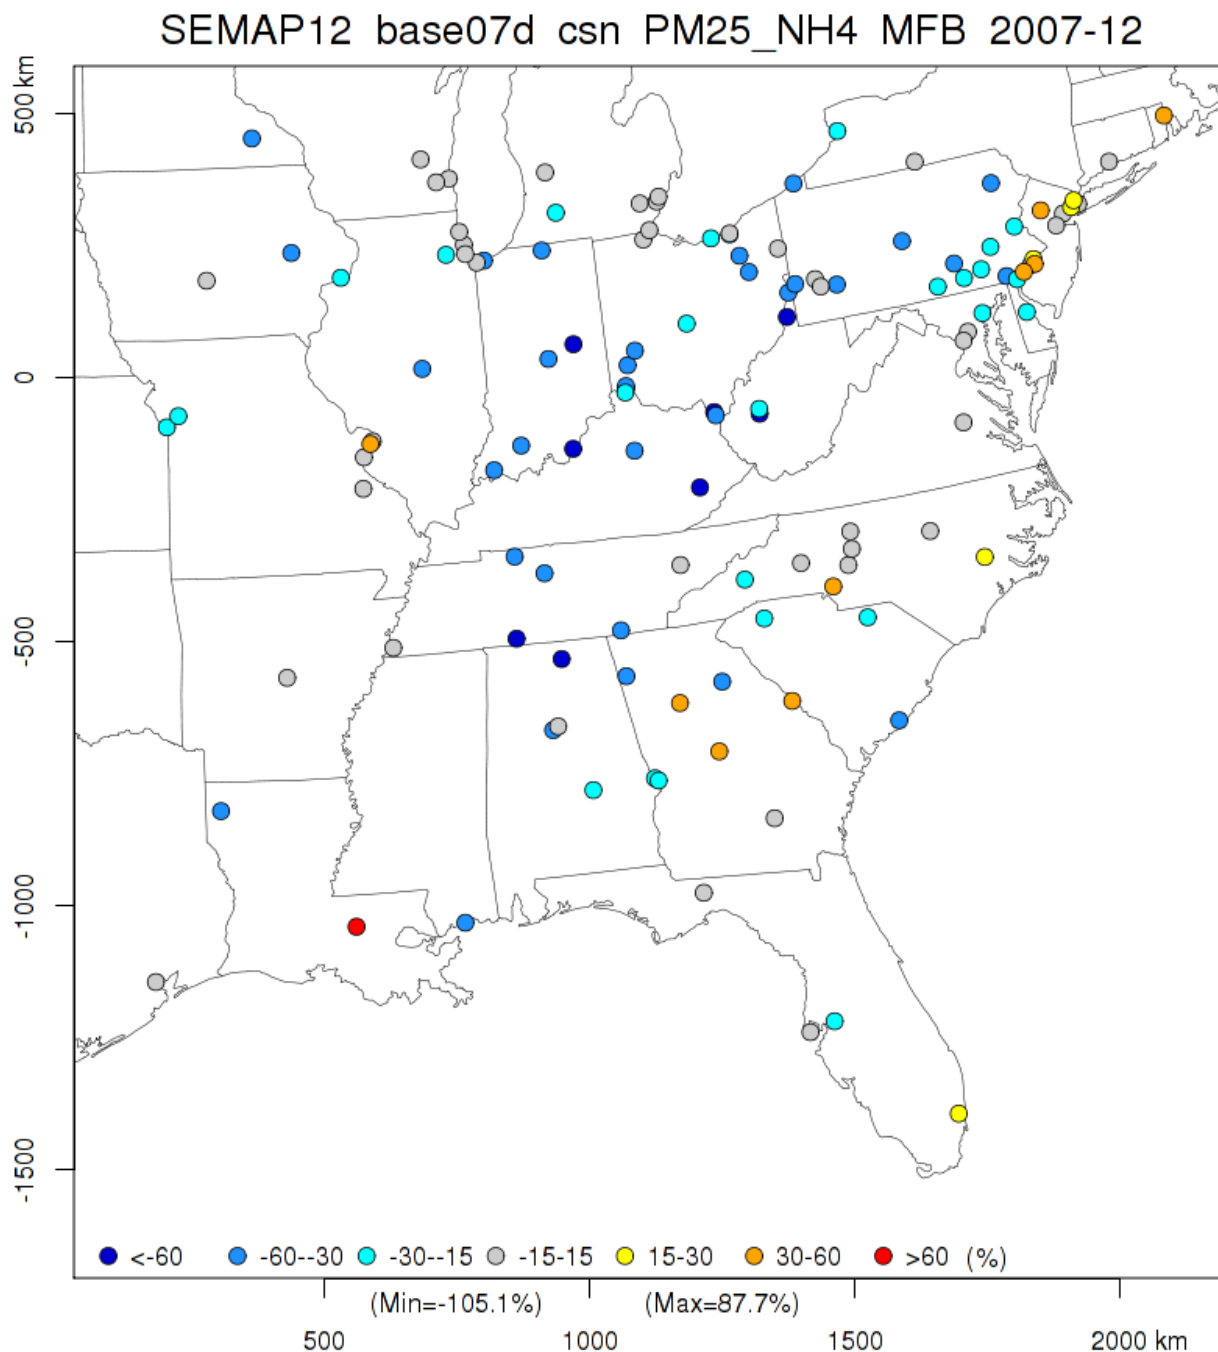 SEMAP12 base07d csn PM25_NH4 MFB 2007-12
500 km
0
-500
-1000
-1500
<-60 -60--30 -30--15 -15-15 15-30 30-60 >60 (%)
(Min=-105.1%) (Max=87.7%)
500 1000 1500 2000 km